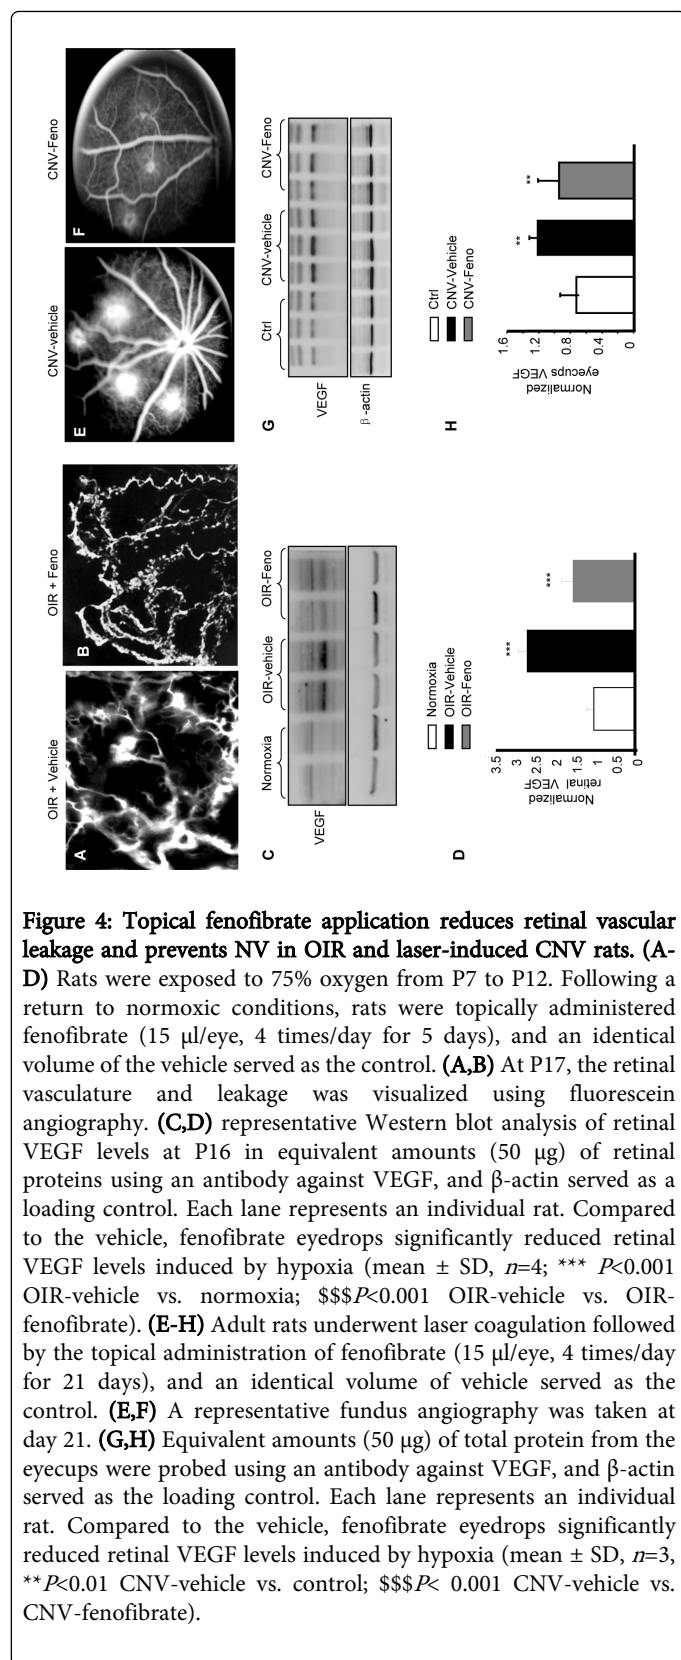 OIR + Vehicle
OIR + Feno
CNV-vehicle
CNV-Feno
A
B
E
F
C
Normoxia
OIR-vehicle
OIR-Feno
VEGF
G
Ctrl
CNV-vehicle
CNV-Feno
VEGF
β -actin
D
Normoxia
OIR-Vehicle
OIR-Feno
Normalized
retinal VEGF
3.5
3
2.5
2
1.5
1
0.5
0
***
***
H
Ctrl
CNV-Vehicle
CNV-Feno
Normalized
eyecups VEGF
1.6
1.2
0.8
0.4
0
**
**
Figure 4: Topical fenofibrate application reduces retinal vascular
leakage and prevents NV in OIR and laser-induced CNV rats. (A-
D) Rats were exposed to 75% oxygen from P7 to P12. Following a
return to normoxic conditions, rats were topically administered
fenofibrate (15 μl/eye, 4 times/day for 5 days), and an identical
volume of the vehicle served as the control. (A,B) At P17, the retinal
vasculature and leakage was visualized using fluorescein
angiography. (C,D) representative Western blot analysis of retinal
VEGF levels at P16 in equivalent amounts (50 μg) of retinal
proteins using an antibody against VEGF, and β-actin served as a
loading control. Each lane represents an individual rat. Compared
to the vehicle, fenofibrate eyedrops significantly reduced retinal
VEGF levels induced by hypoxia (mean ± SD, n=4; *** P<0.001
OIR-vehicle vs. normoxia; $$$P<0.001 OIR-vehicle vs. OIR-
fenofibrate). (E-H) Adult rats underwent laser coagulation followed
by the topical administration of fenofibrate (15 μl/eye, 4 times/day
for 21 days), and an identical volume of vehicle served as the
control. (E,F) A representative fundus angiography was taken at
day 21. (G,H) Equivalent amounts (50 μg) of total protein from the
eyecups were probed using an antibody against VEGF, and β-actin
served as the loading control. Each lane represents an individual
rat. Compared to the vehicle, fenofibrate eyedrops significantly
reduced retinal VEGF levels induced by hypoxia (mean ± SD, n=3,
**P<0.01 CNV-vehicle vs. control; $$$P< 0.001 CNV-vehicle vs.
CNV-fenofibrate).